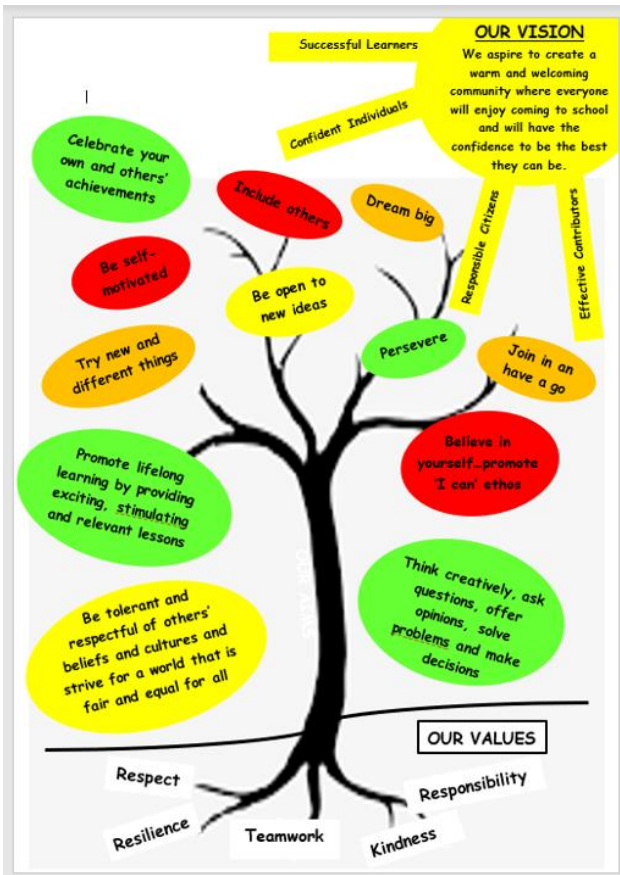 OUR VISION
We aspire to create a
warm and welcoming
community where everyone
will enjoy coming to school
and will have the
confidence to be the best
they can be.
Successful Learners
Confident Individuals
Responsible Citizens
Effective Contributors
Celebrate your
own and others'
achievements
Include others
Dream big
Be self-
motivated
Be open to
new ideas
Try new and
different things
Persevere
Join in an
have a go
Promote lifelong
learning by providing
exciting, stimulating
and relevant lessons
Believe in
yourself…promote
'I can' ethos
OUR AIMS
Be tolerant and
respectful of others'
beliefs and cultures and
strive for a world that is
fair and equal for all
Think creatively, ask
questions, offer
opinions, solve
problems and make
decisions
OUR VALUES
Respect
Resilience
Teamwork
Kindness
Responsibility